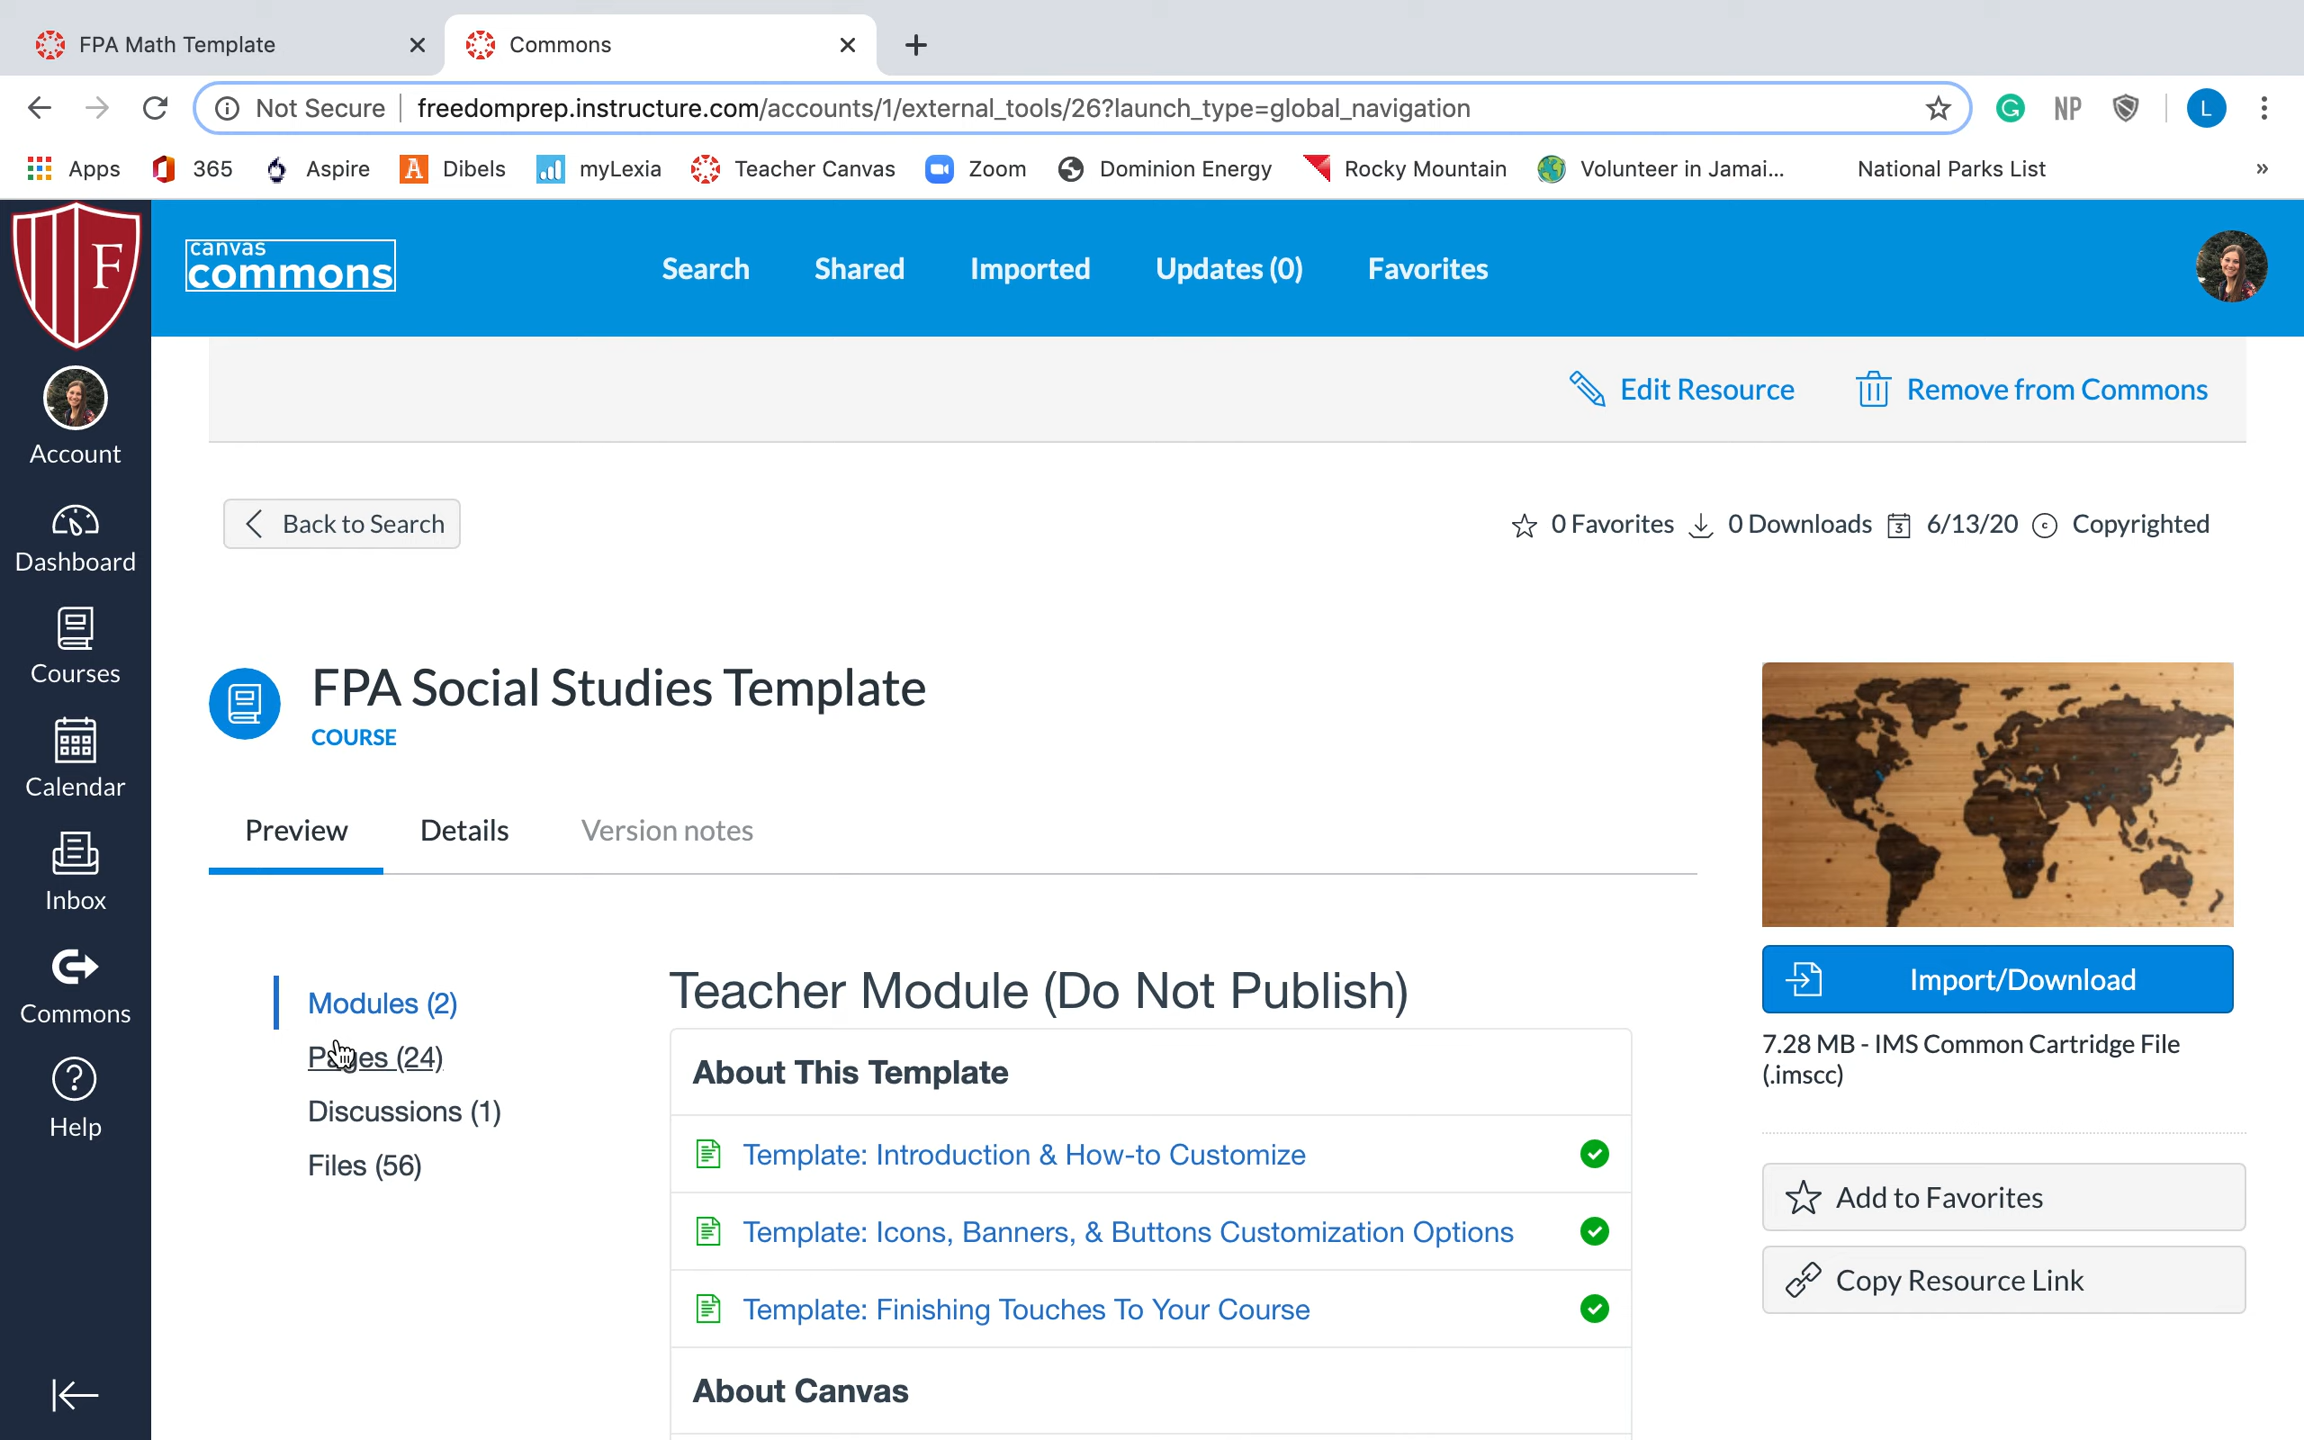 FPA Math Template
Commons
Not Secure
freedomprep.instructure.com/accounts/1/external_tools/26?launch_type=global_navigation
G
NP
L
Apps
365
Aspire
A
Dibels
myLexia
Teacher Canvas
Zoom
Dominion Energy
Rocky Mountain
Volunteer in Jamai...
National Parks List
»
F
Account
Dashboard
Courses
Calendar
Inbox
Commons
Help
canvas
commons
Search
Shared
Imported
Updates (0)
Favorites
Edit Resource
Remove from Commons
Back to Search
0 Favorites
0 Downloads
3
6/13/20
c
Copyrighted
FPA Social Studies Template
COURSE
Preview
Details
Version notes
Modules (2)
Pages (24)
Discussions (1)
Files (56)
Teacher Module (Do Not Publish)
About This Template
Template: Introduction & How-to Customize
Template: Icons, Banners, & Buttons Customization Options
Template: Finishing Touches To Your Course
About Canvas
Import/Download
7.28 MB - IMS Common Cartridge File
(.imscc)
Add to Favorites
Copy Resource Link